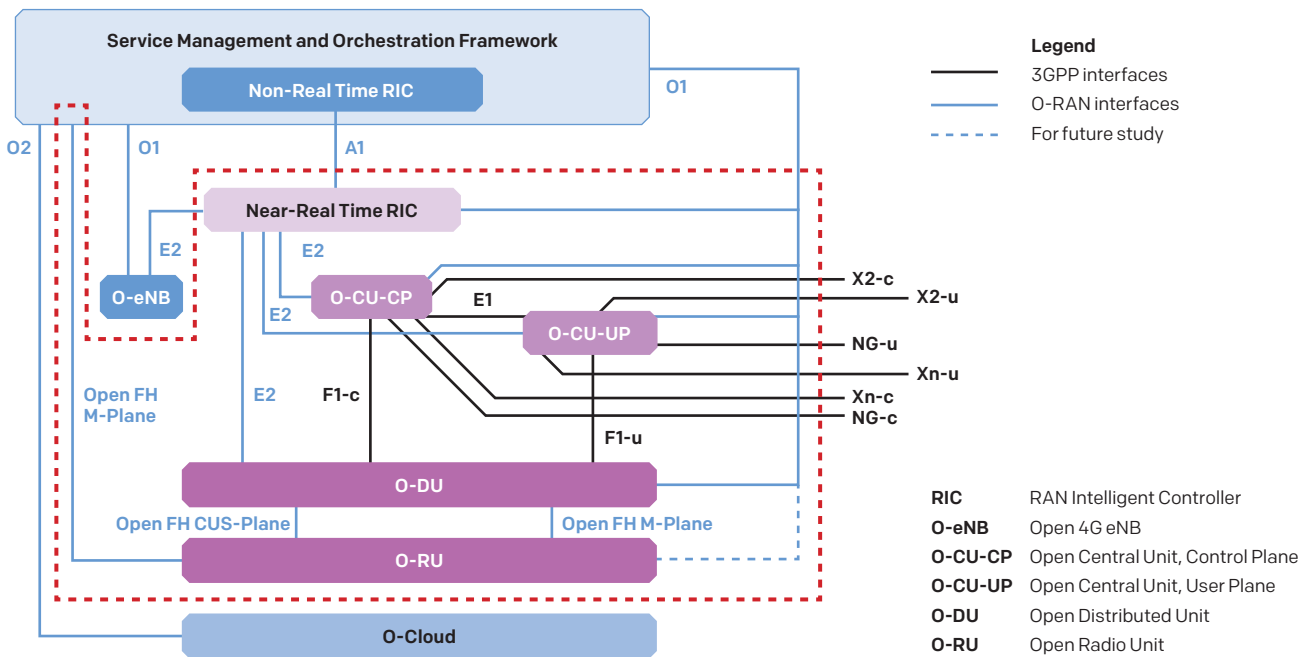 Service Management and Orchestration Framework
Non-Real Time RIC
O1
O2
O1
A1
Near-Real Time RIC
E2
E2
O-eNB
O-CU-CP
E1
E2
O-CU-UP
X2-c
X2-u
NG-u
Xn-u
Xn-c
NG-c
Open FH
M-Plane
E2
F1-c
F1-u
O-DU
Open FH CUS-Plane
Open FH M-Plane
O-RU
O-Cloud
Legend
3GPP interfaces
O-RAN interfaces
For future study
RIC RAN Intelligent Controller
O-eNB Open 4G eNB
O-CU-CP Open Central Unit, Control Plane
O-CU-UP Open Central Unit, User Plane
O-DU Open Distributed Unit
O-RU Open Radio Unit